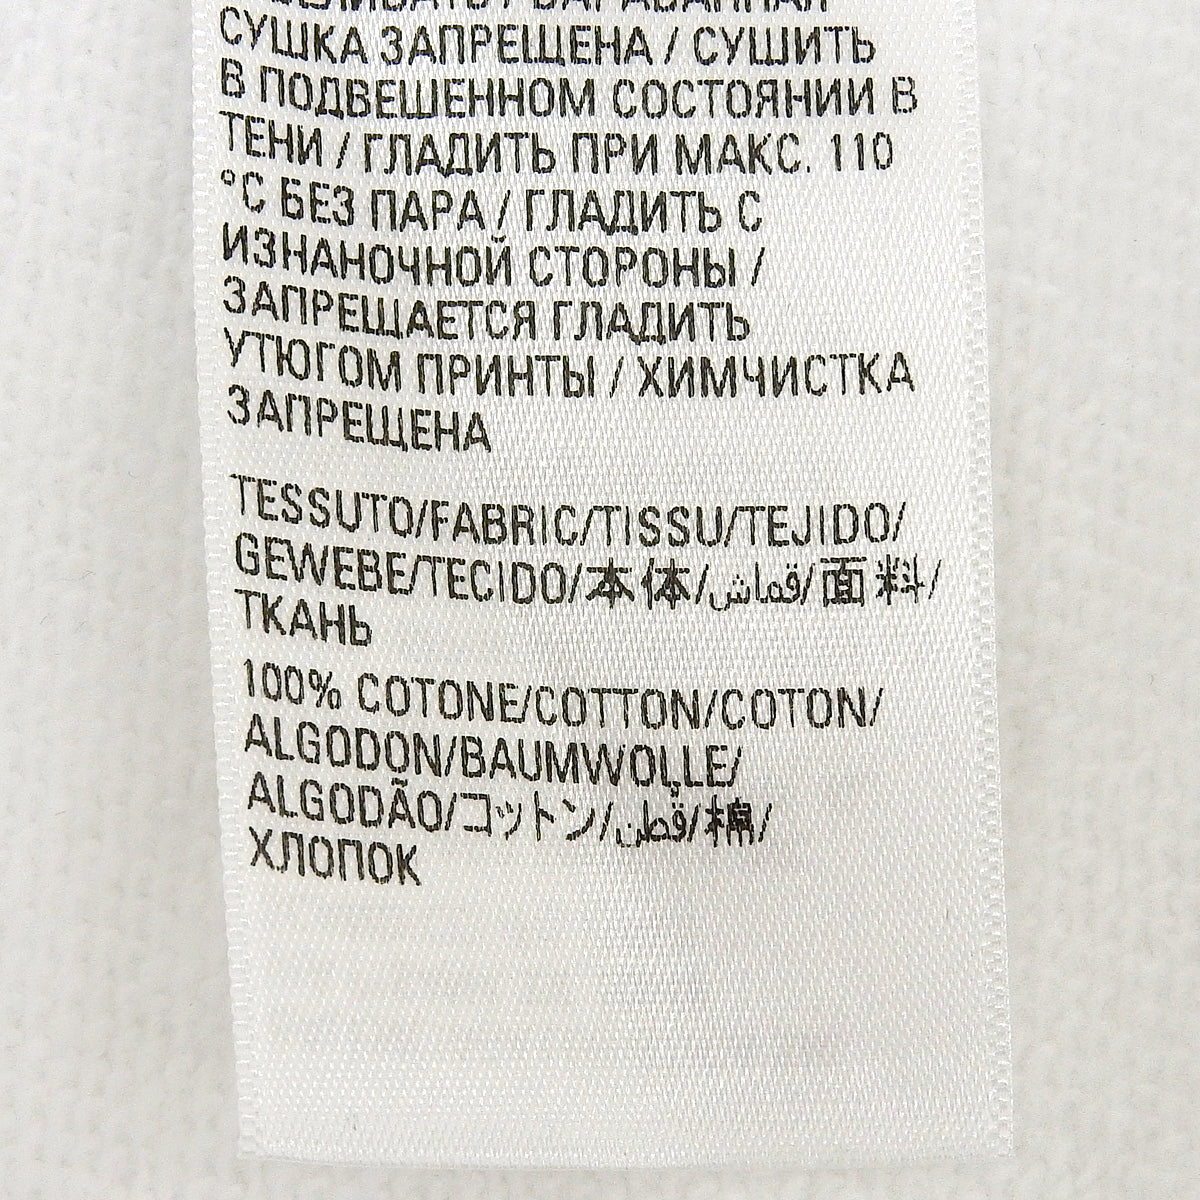 БАРАБАННАЯ
СУШКА ЗАПРЕЩЕНА / СУШИТЬ
В ПОДВЕШЕННОМ СОСТОЯНИИ В
ТЕНИ / ГЛАДИТЬ ПРИ МАКС. 110
°C БЕЗ ПАРА / ГЛАДИТЬ С
ИЗНАНОЧНОЙ СТОРОНЫ /
ЗАПРЕЩАЕТСЯ ГЛАДИТЬ
УТЮГОМ ПРИНТЫ / ХИМЧИСТКА
ЗАПРЕЩЕНА
TESSUTO/FABRIC/TISSU/TEJIDO/
GEWEBE/TECIDO/本体/قماش/面料/
ТКАНЬ
100% COTONE/COTTON/COTON/
ALGODON/BAUMWOLLE/
ALGODÃO/コットン/قطن/棉/
ХЛОПОК